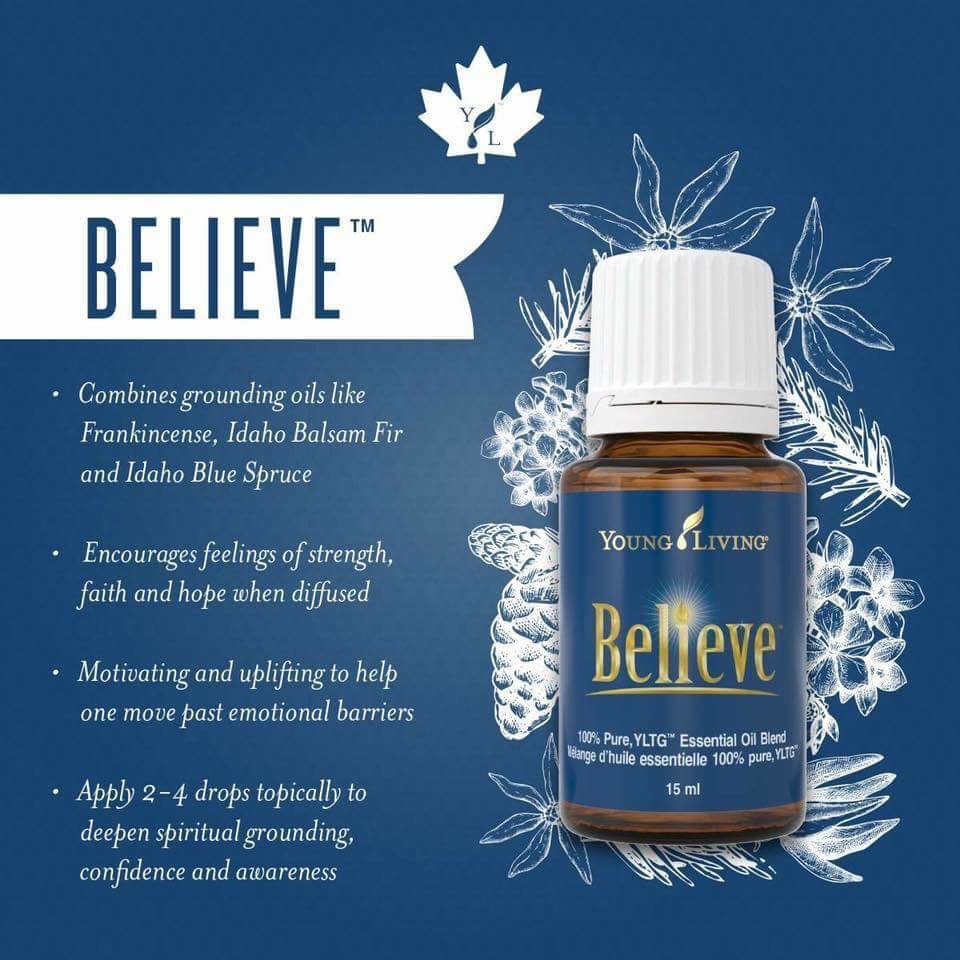 Y L
BELIEVE™
• Combines grounding oils like
Frankincense, Idaho Balsam Fir
and Idaho Blue Spruce
• Encourages feelings of strength,
faith and hope when diffused
• Motivating and uplifting to help
one move past emotional barriers
• Apply 2-4 drops topically to
deepen spiritual grounding,
confidence and awareness
YOUNG LIVING®
Believe™
100% Pure, YLTG™ Essential Oil Blend
Mélange d'huile essentielle 100% pure, YLTG™
15 ml